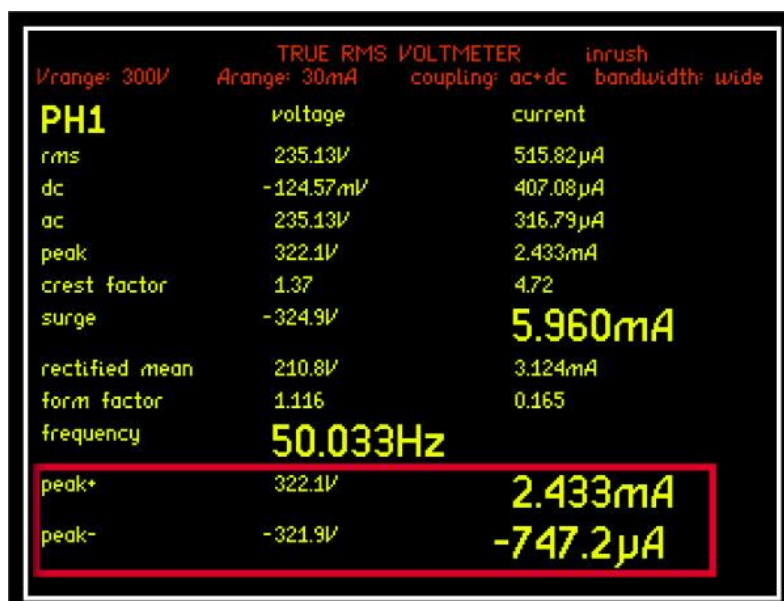 TRUE RMS VOLTMETER inrush
Vrange: 300V Arange: 30mA coupling: ac+dc bandwidth: wide
PH1 voltage current
rms 235.13V 515.82µA
dc -124.57mV 407.08µA
ac 235.13V 316.79µA
peak 322.1V 2.433mA
crest factor 1.37 4.72
surge -324.9V 5.960mA
rectified mean 210.8V 3.124mA
form factor 1.116 0.165
frequency 50.033Hz
peak+ 322.1V 2.433mA
peak- -321.9V -747.2µA